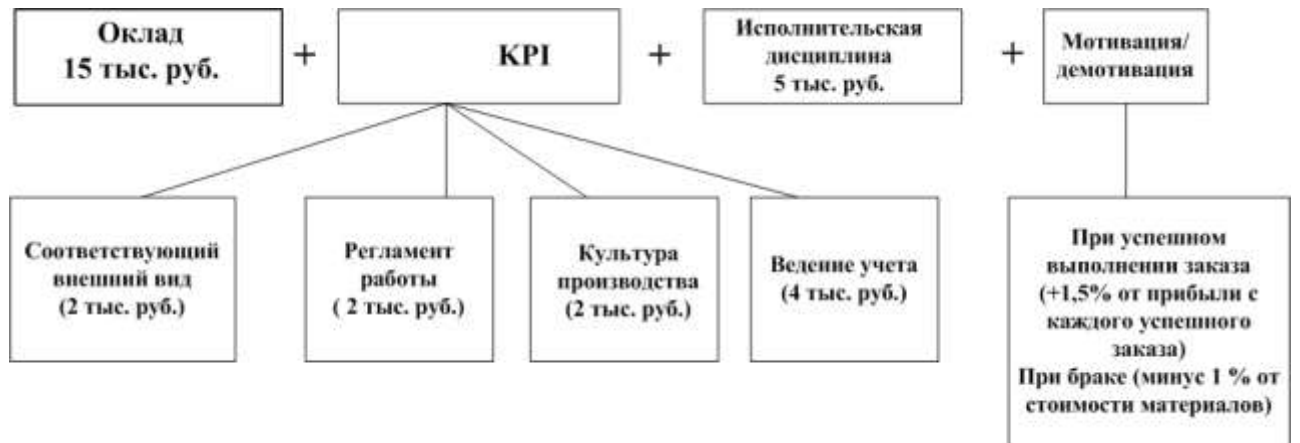 Оклад
15 тыс. руб.
+
KPI
+
Исполнительская
дисциплина
5 тыс. руб.
+
Мотивация/
демотивация
Соответствующий
внешний вид
(2 тыс. руб.)
Регламент
работы
( 2 тыс. руб.)
Культура
производства
(2 тыс. руб.)
Ведение учета
(4 тыс. руб.)
При успешном
выполнении заказа
(+1,5% от прибыли с
каждого успешного
заказа)
При браке (минус 1 % от
стоимости материалов)